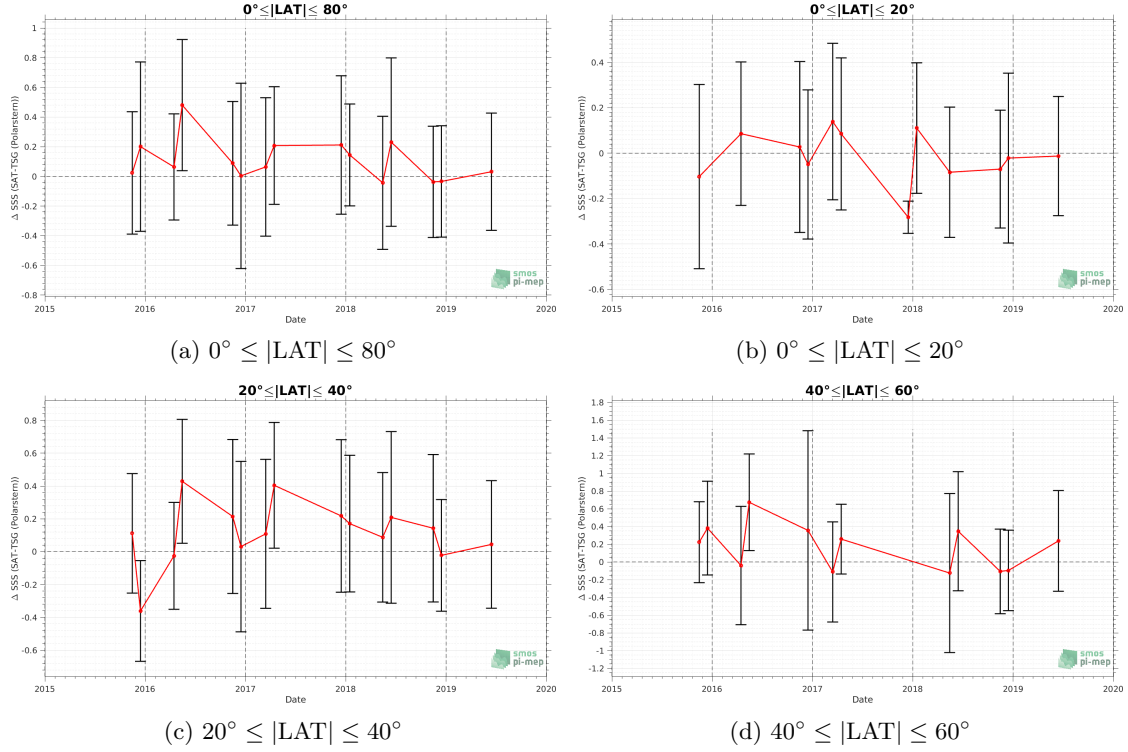 0°≤|LAT|≤ 80°
Δ SSS (SAT-TSG (Polarstern))
1
0.8
0.6
0.4
0.2
0
-0.2
-0.4
-0.6
-0.8
2015 2016 2017 2018 2019 2020
Date
smos
pi-mep
(a) 0° ≤ |LAT| ≤ 80°
0°≤|LAT|≤ 20°
Δ SSS (SAT-TSG (Polarstern))
0.4
0.2
0
-0.2
-0.4
-0.6
2015 2016 2017 2018 2019 2020
Date
smos
pi-mep
(b) 0° ≤ |LAT| ≤ 20°
20°≤|LAT|≤ 40°
Δ SSS (SAT-TSG (Polarstern))
0.8
0.6
0.4
0.2
0
-0.2
-0.4
-0.6
2015 2016 2017 2018 2019 2020
Date
smos
pi-mep
(c) 20° ≤ |LAT| ≤ 40°
40°≤|LAT|≤ 60°
Δ SSS (SAT-TSG (Polarstern))
1.8
1.6
1.4
1.2
1
0.8
0.6
0.4
0.2
0
-0.2
-0.4
-0.6
-0.8
-1
-1.2
2015 2016 2017 2018 2019 2020
Date
smos
pi-mep
(d) 40° ≤ |LAT| ≤ 60°